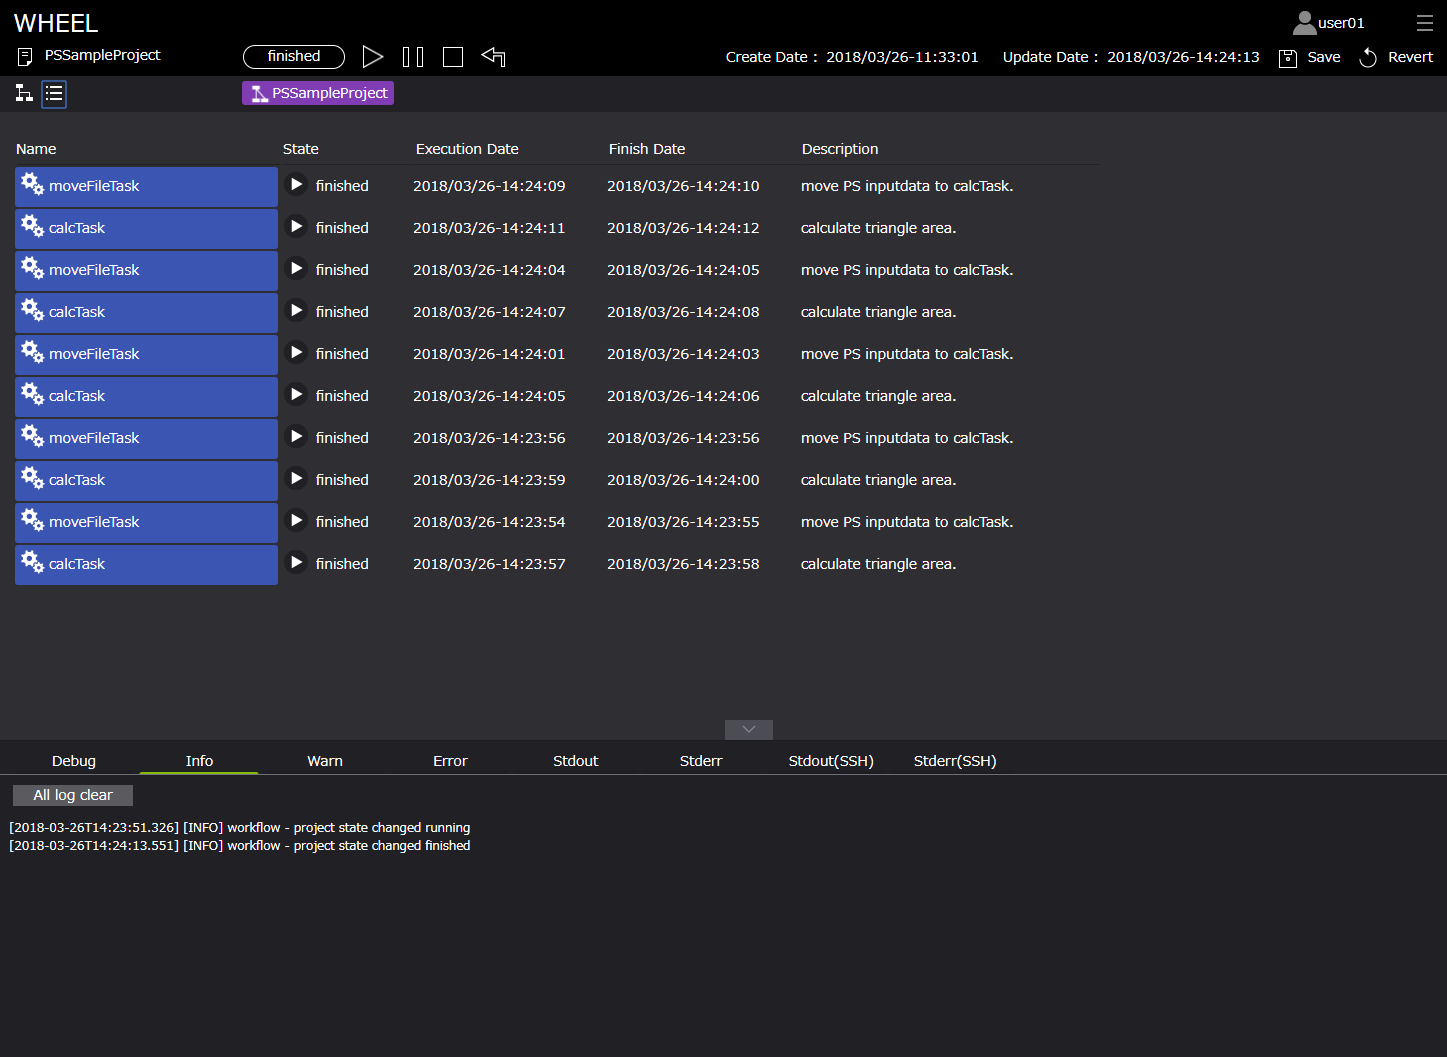 WHEEL
user01
PSSampleProject finished Create Date : 2018/03/26-11:33:01 Update Date : 2018/03/26-14:24:13 Save Revert
PSSampleProject
Name State Execution Date Finish Date Description
moveFileTask finished 2018/03/26-14:24:09 2018/03/26-14:24:10 move PS inputdata to calcTask.
calcTask finished 2018/03/26-14:24:11 2018/03/26-14:24:12 calculate triangle area.
moveFileTask finished 2018/03/26-14:24:04 2018/03/26-14:24:05 move PS inputdata to calcTask.
calcTask finished 2018/03/26-14:24:07 2018/03/26-14:24:08 calculate triangle area.
moveFileTask finished 2018/03/26-14:24:01 2018/03/26-14:24:03 move PS inputdata to calcTask.
calcTask finished 2018/03/26-14:24:05 2018/03/26-14:24:06 calculate triangle area.
moveFileTask finished 2018/03/26-14:23:56 2018/03/26-14:23:56 move PS inputdata to calcTask.
calcTask finished 2018/03/26-14:23:59 2018/03/26-14:24:00 calculate triangle area.
moveFileTask finished 2018/03/26-14:23:54 2018/03/26-14:23:55 move PS inputdata to calcTask.
calcTask finished 2018/03/26-14:23:57 2018/03/26-14:23:58 calculate triangle area.
Debug Info Warn Error Stdout Stderr Stdout(SSH) Stderr(SSH)
All log clear
[2018-03-26T14:23:51.326] [INFO] workflow - project state changed running
[2018-03-26T14:24:13.551] [INFO] workflow - project state changed finished